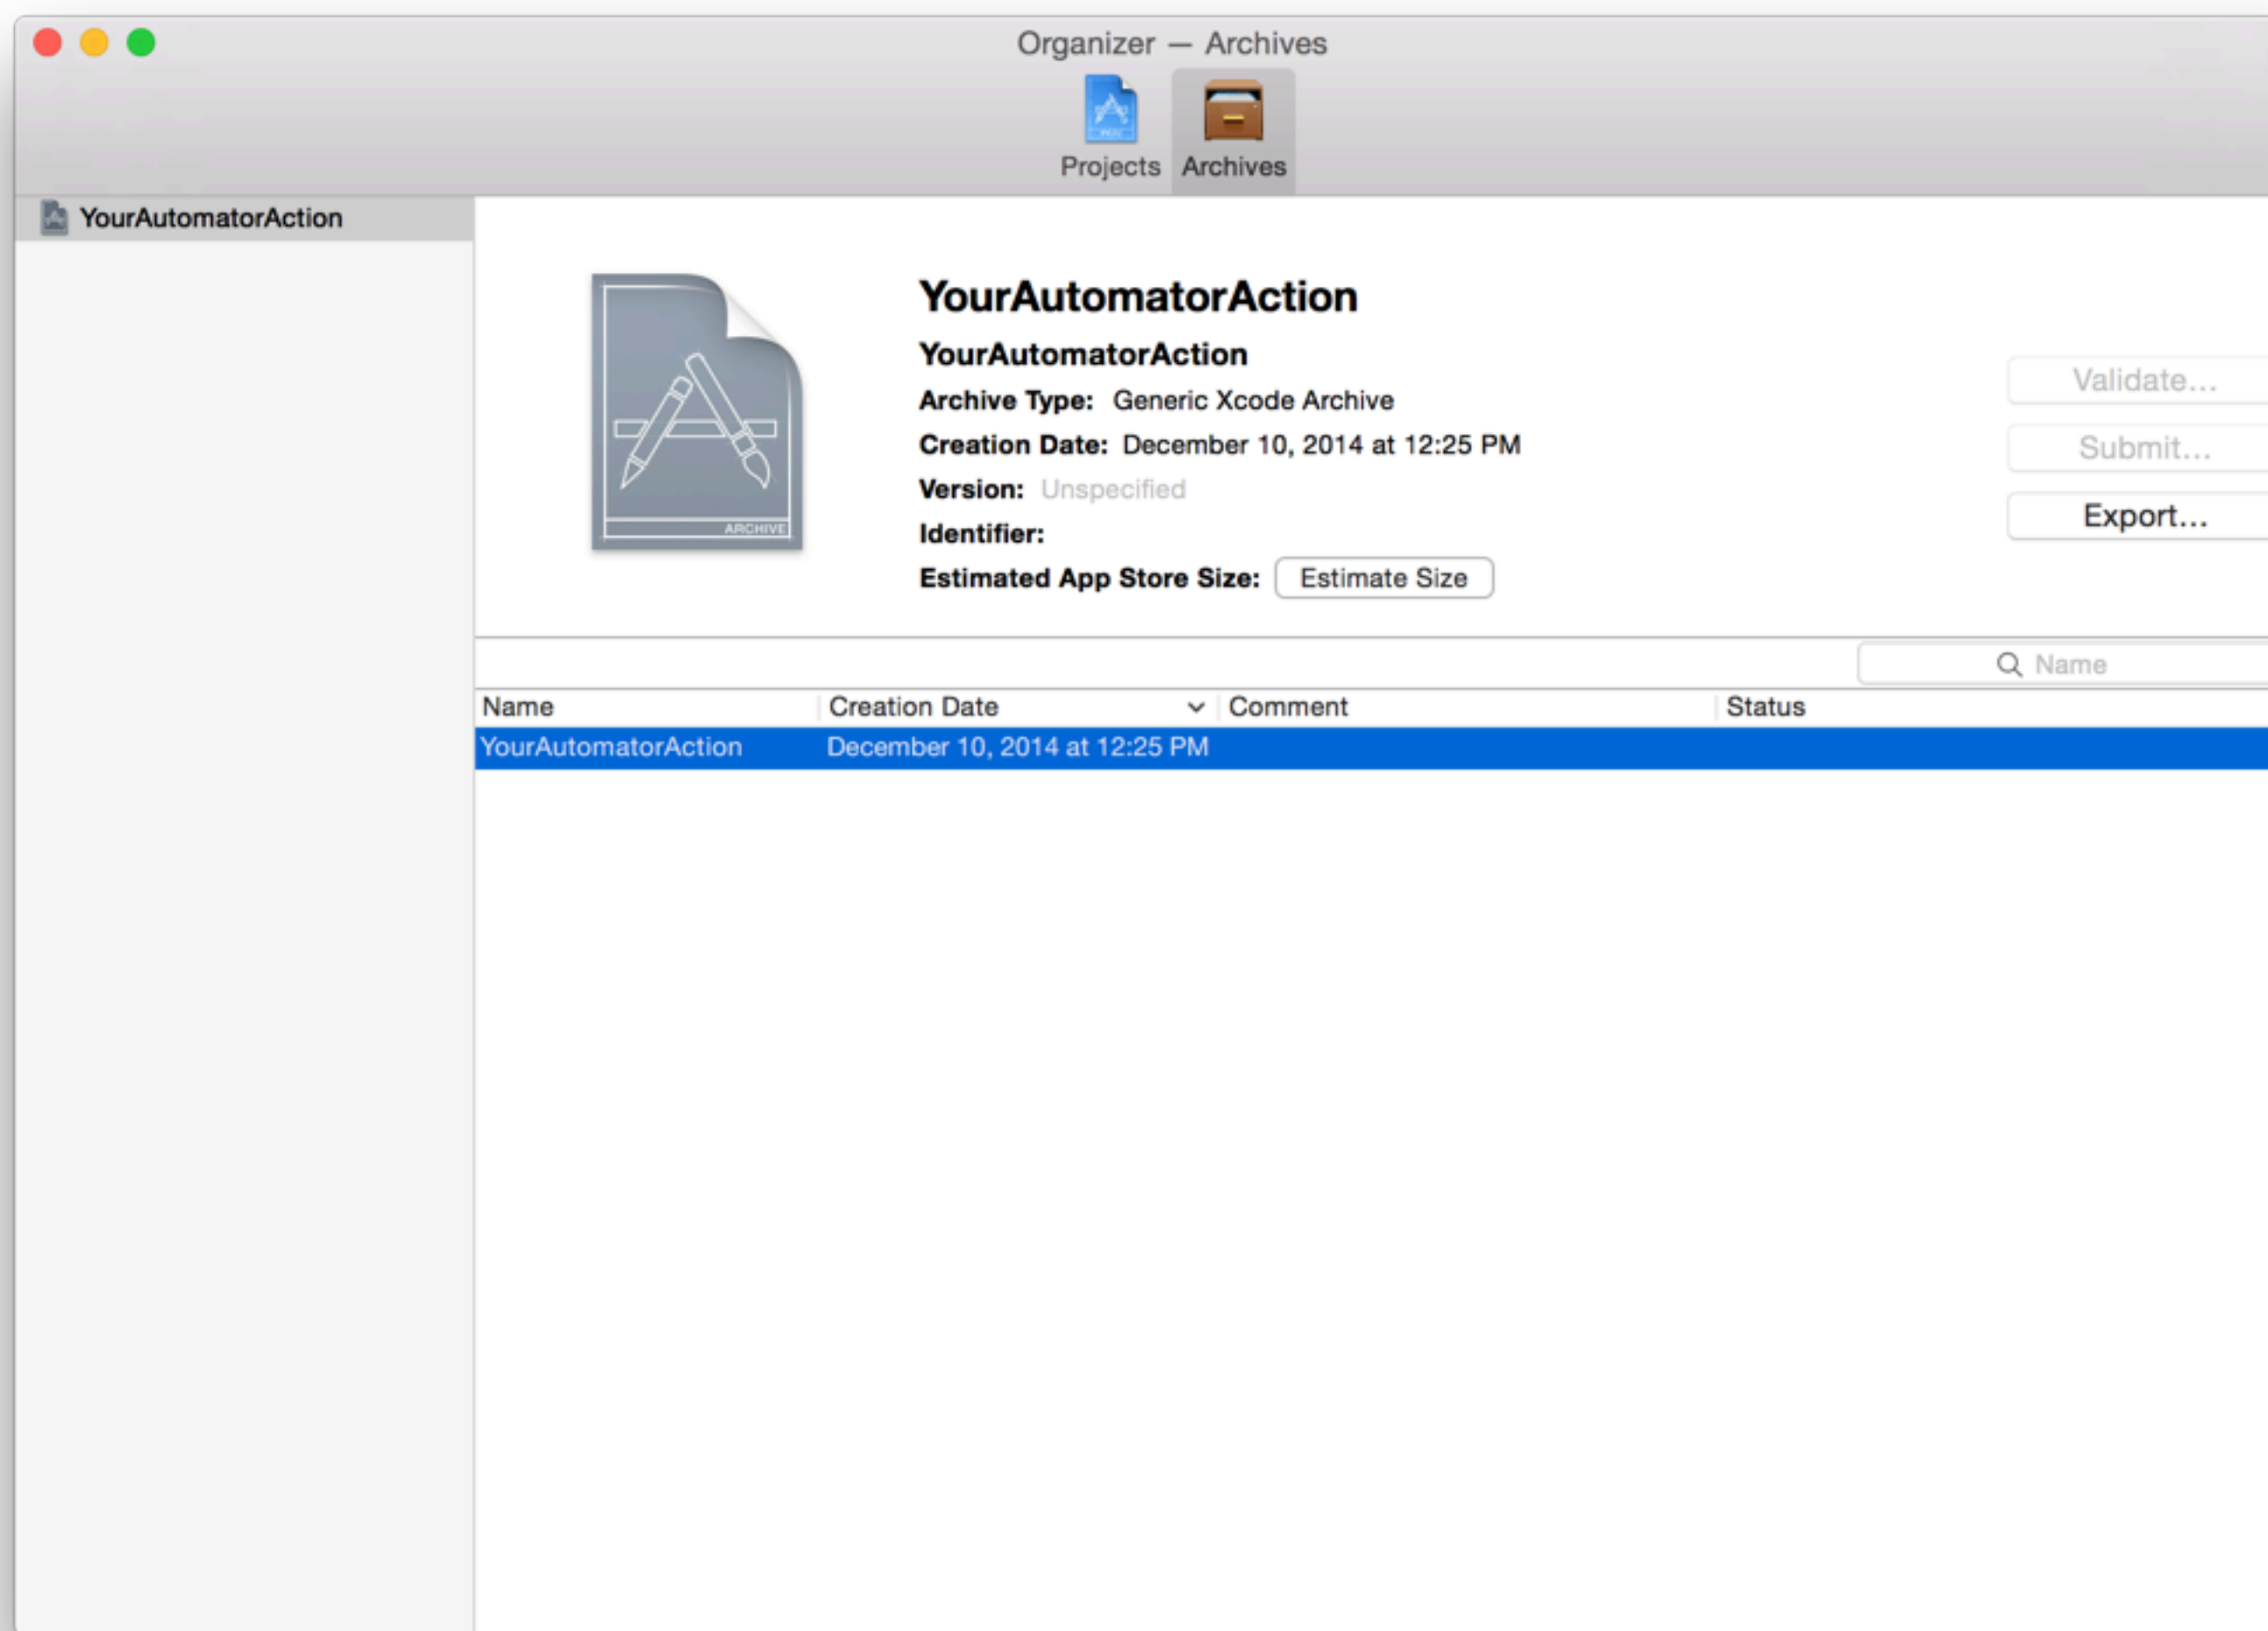 Organizer — Archives
Projects Archives
YourAutomatorAction
YourAutomatorAction
YourAutomatorAction
Archive Type: Generic Xcode Archive
Creation Date: December 10, 2014 at 12:25 PM
Version: Unspecified
Identifier:
Estimated App Store Size: Estimate Size
ARCHIVE
Validate...
Submit...
Export...
Name
Name Creation Date Comment Status
YourAutomatorAction December 10, 2014 at 12:25 PM